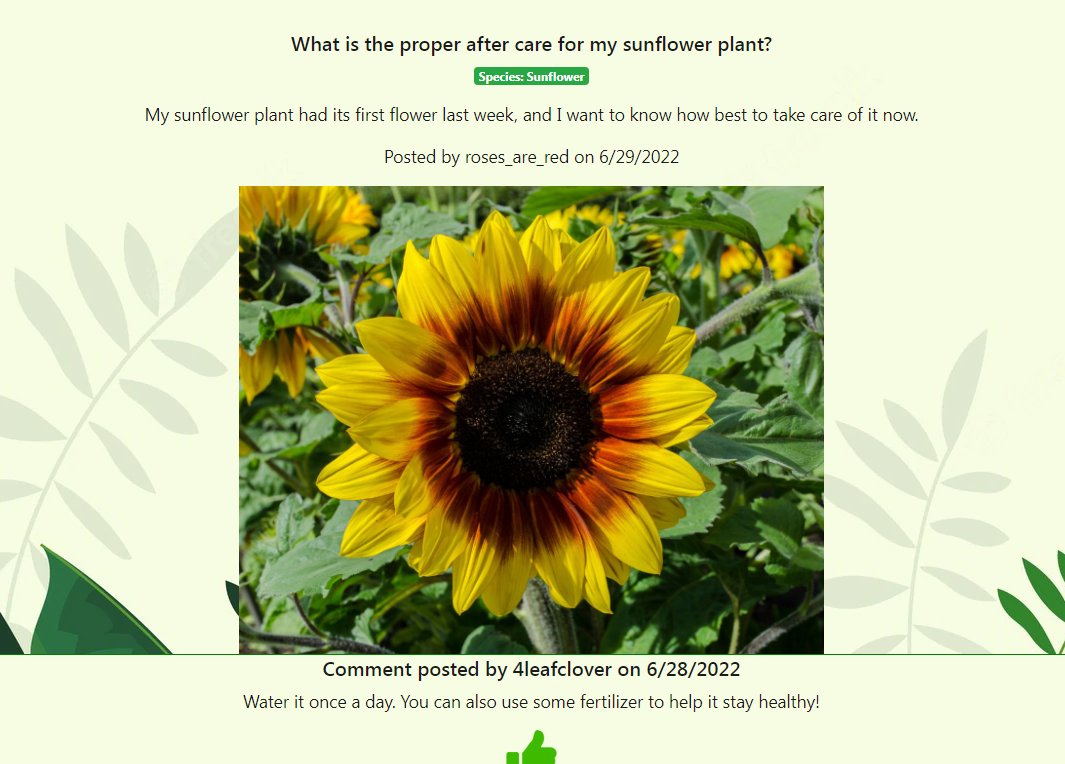 What is the proper after care for my sunflower plant?
Species: Sunflower
My sunflower plant had its first flower last week, and I want to know how best to take care of it now.
Posted by roses_are_red on 6/29/2022
Comment posted by 4leafclover on 6/28/2022
Water it once a day. You can also use some fertilizer to help it stay healthy!